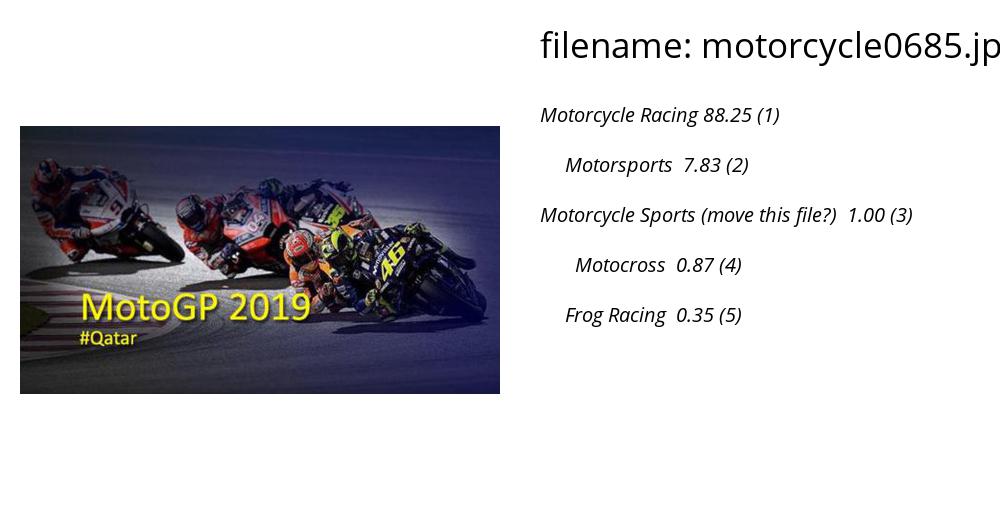 filename: motorcycle0685.jp
Motorcycle Racing 88.25 (1)
Motorsports 7.83 (2)
Motorcycle Sports (move this file?) 1.00 (3)
Motocross 0.87 (4)
Frog Racing 0.35 (5)
46
MotoGP 2019
#Qatar